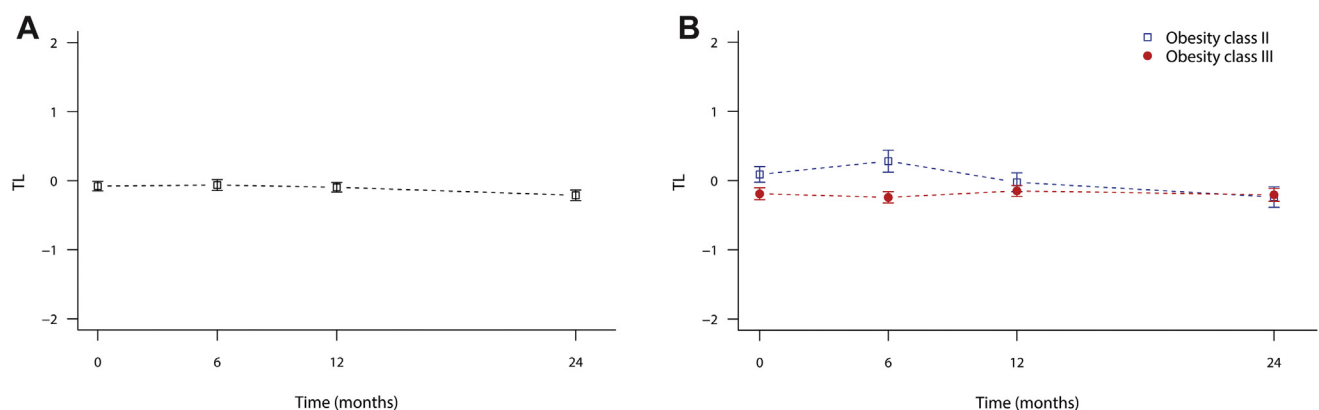 A
2
1
0
−1
−2
TL
0 6 12 24
Time (months)
B
Obesity class II
Obesity class III
2
1
0
−1
−2
TL
0 6 12 24
Time (months)